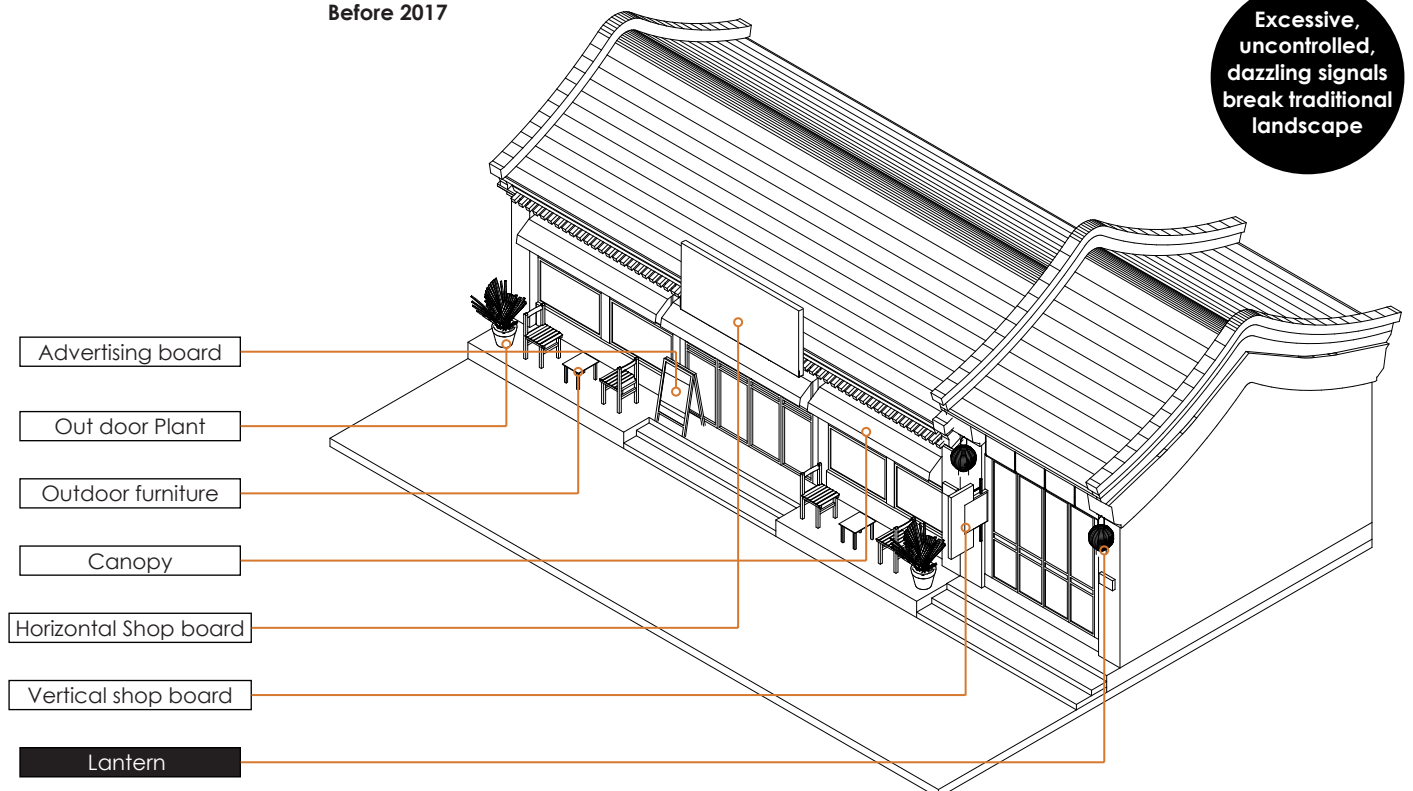 Before 2017
Excessive,
uncontrolled,
dazzling signals
break traditional
landscape
Advertising board
Out door Plant
Outdoor furniture
Canopy
Horizontal Shop board
Vertical shop board
Lantern